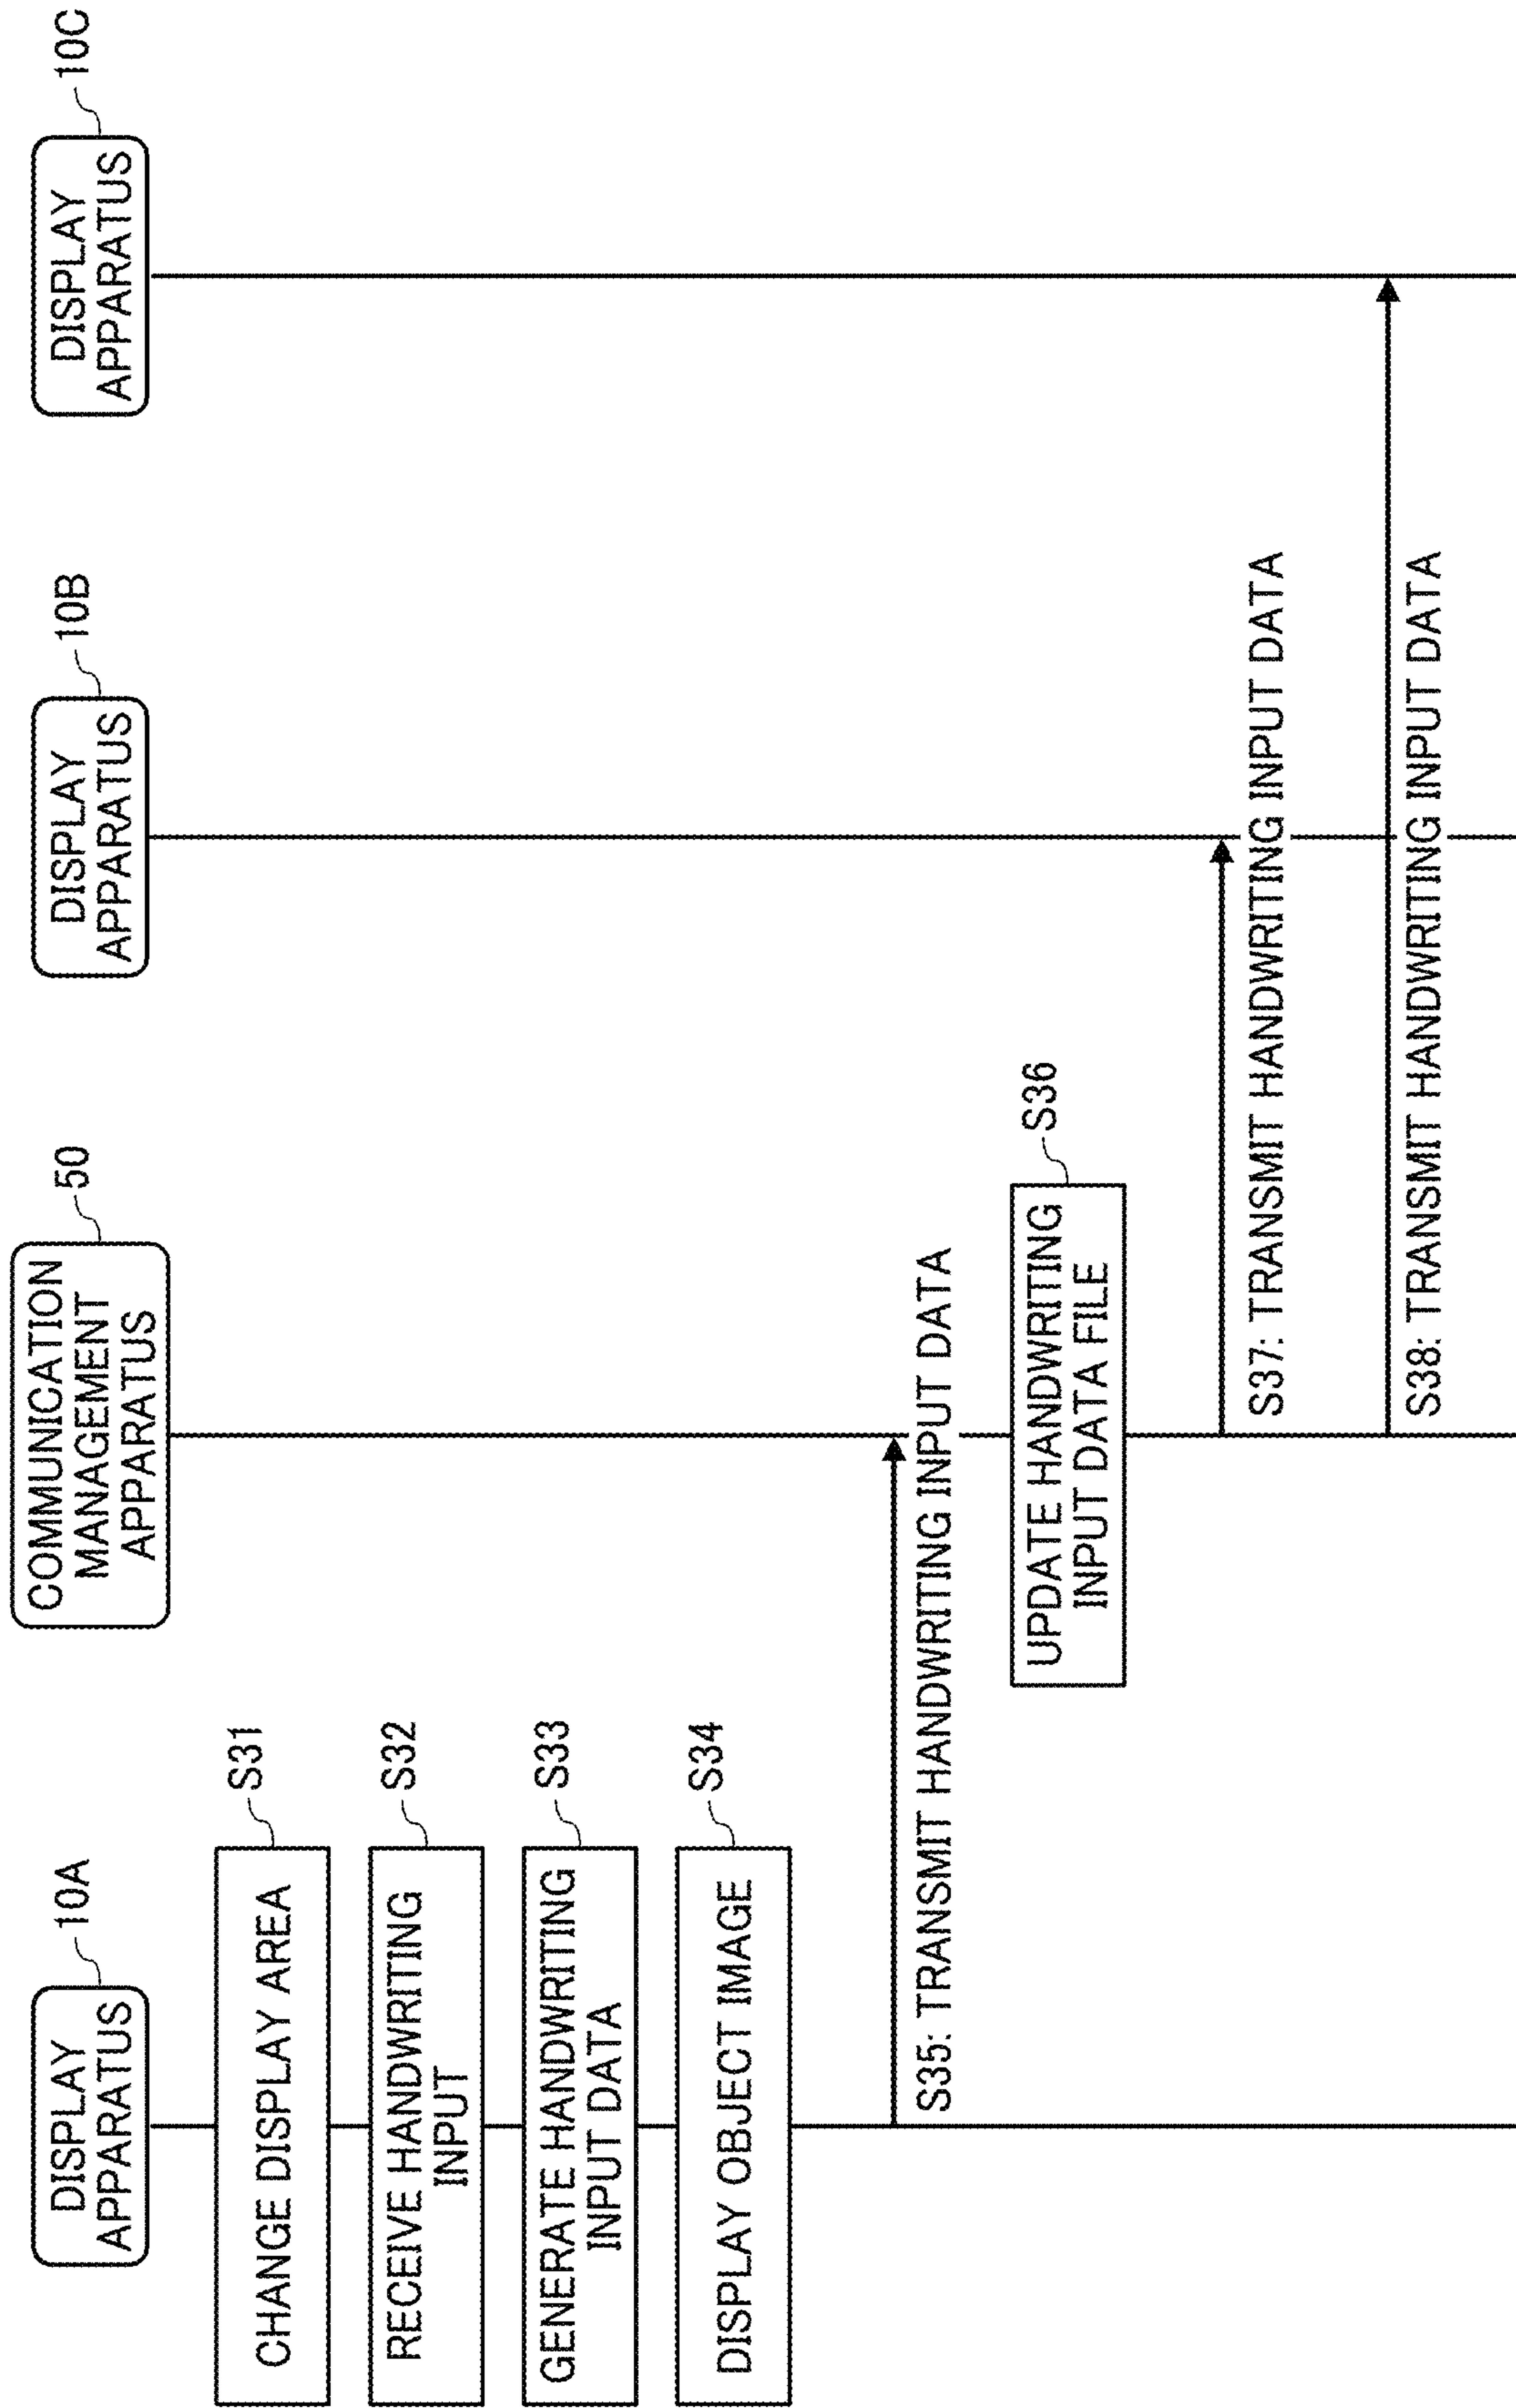 DISPLAY
APPARATUS
10A
COMMUNICATION
MANAGEMENT
APPARATUS
50
DISPLAY
APPARATUS
10B
DISPLAY
APPARATUS
10C
CHANGE DISPLAY AREA
S31
RECEIVE HANDWRITING
INPUT
S32
GENERATE HANDWRITING
INPUT DATA
S33
DISPLAY OBJECT IMAGE
S34
S35: TRANSMIT HANDWRITING INPUT DATA
UPDATE HANDWRITING
INPUT DATA FILE
S36
S37: TRANSMIT HANDWRITING INPUT DATA
S38: TRANSMIT HANDWRITING INPUT DATA